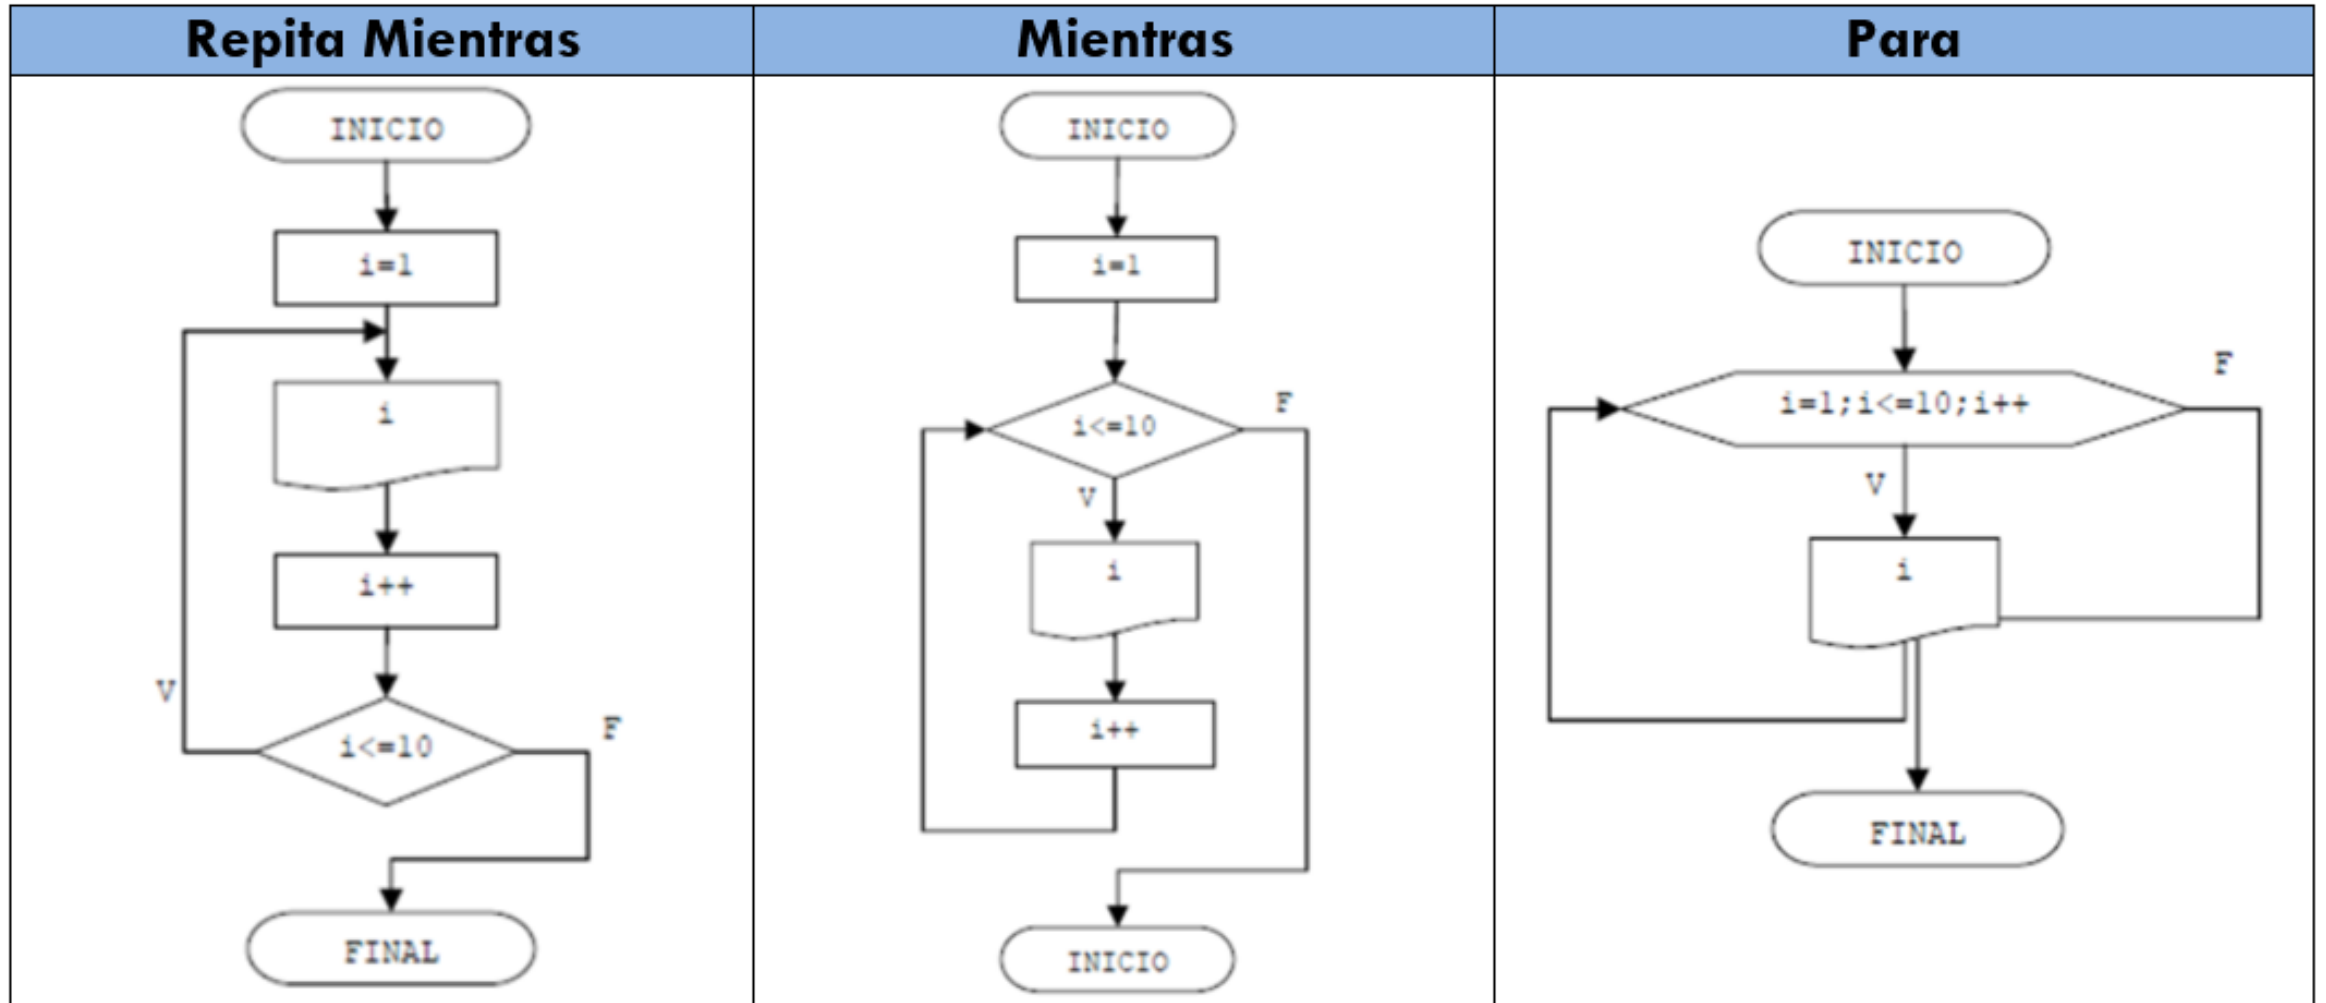 Repita Mientras
Mientras
Para
INICIO
i=1
i
i++
V
F
i<=10
FINAL
INICIO
i=1
F
i<=10
V
i
i++
INICIO
INICIO
F
i=1;i<=10;i++
V
i
FINAL